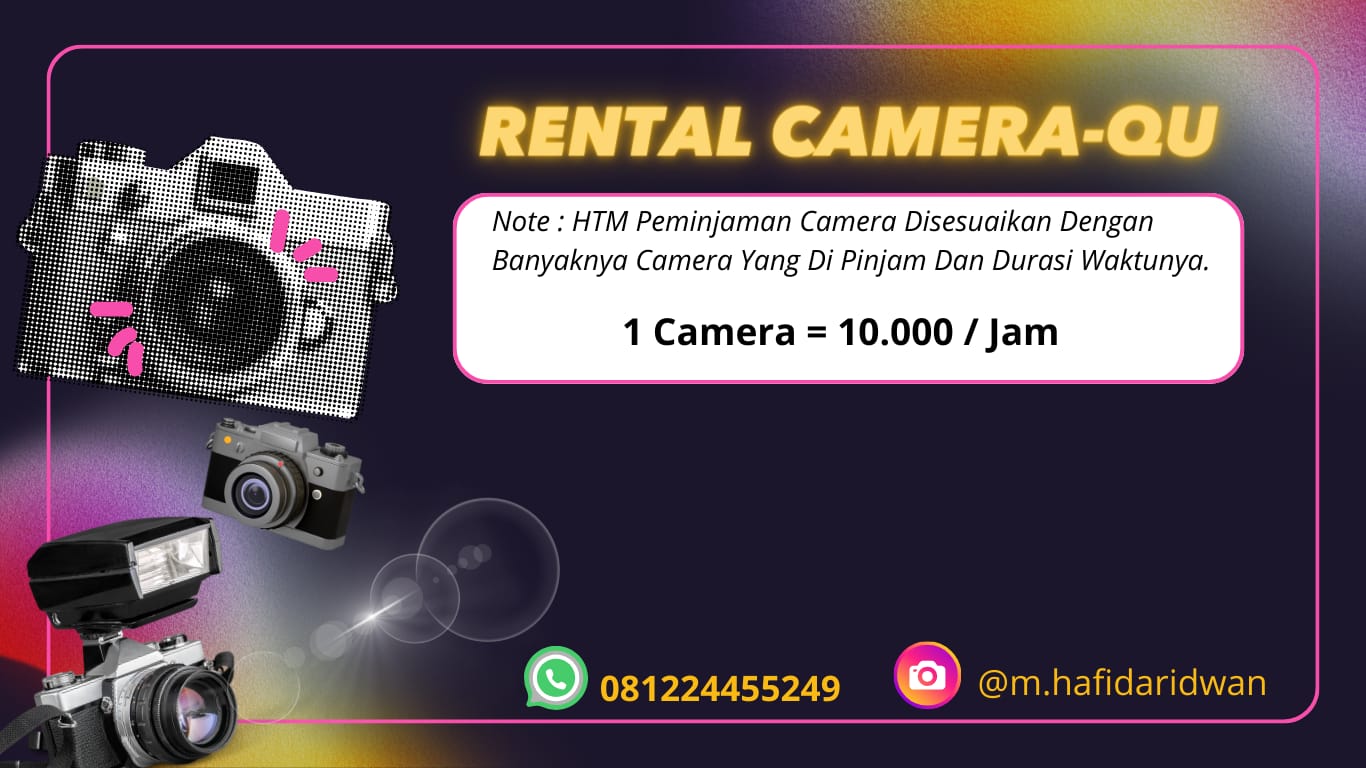 RENTAL CAMERA-QU
Note : HTM Peminjaman Camera Disesuaikan Dengan
Banyaknya Camera Yang Di Pinjam Dan Durasi Waktunya.
1 Camera = 10.000 / Jam
081224455249
@m.hafidaridwan